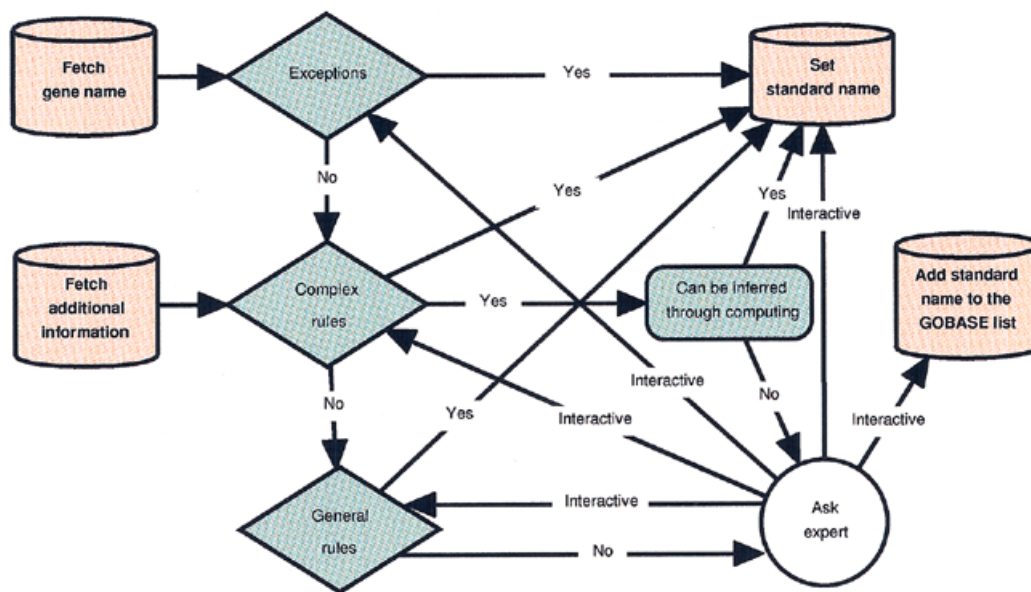 Fetch
gene name
Exceptions
Yes
Set
standard name
No
Yes
Yes
Interactive
Fetch
additional
information
Complex
rules
Yes
Can be inferred
through computing
Add standard
name to the
GOBASE list
No
Yes
Interactive
Interactive
No
Interactive
General
rules
Interactive
No
Ask
expert